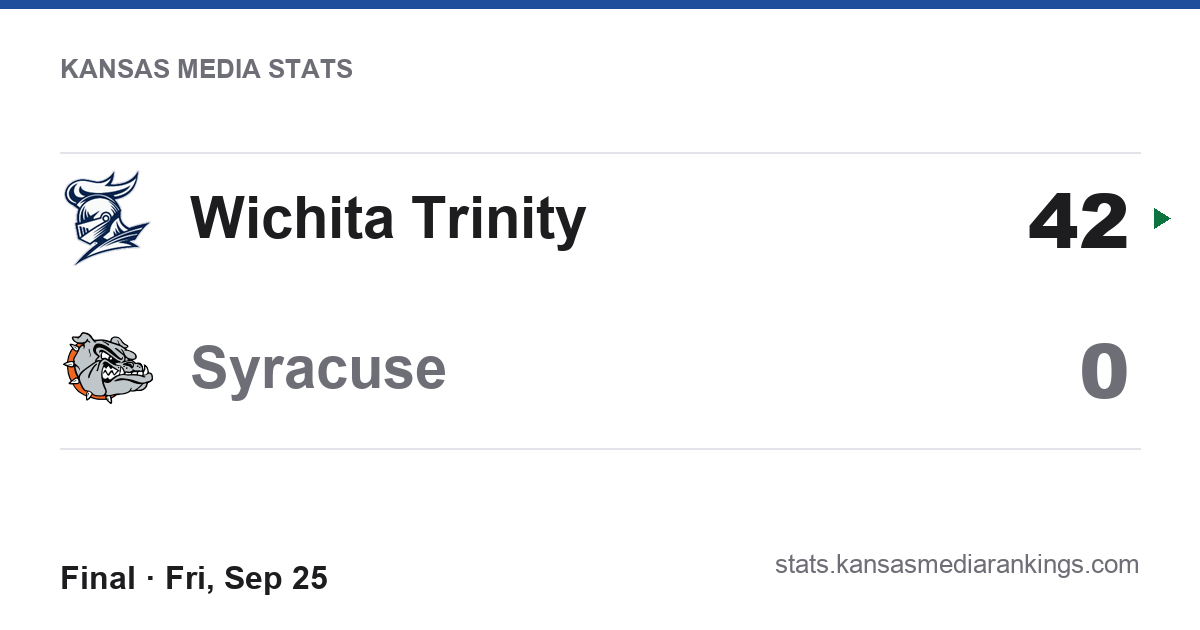 KANSAS MEDIA STATS
Wichita Trinity 42
Syracuse 0
Final · Fri, Sep 25
stats.kansasmediarankings.com